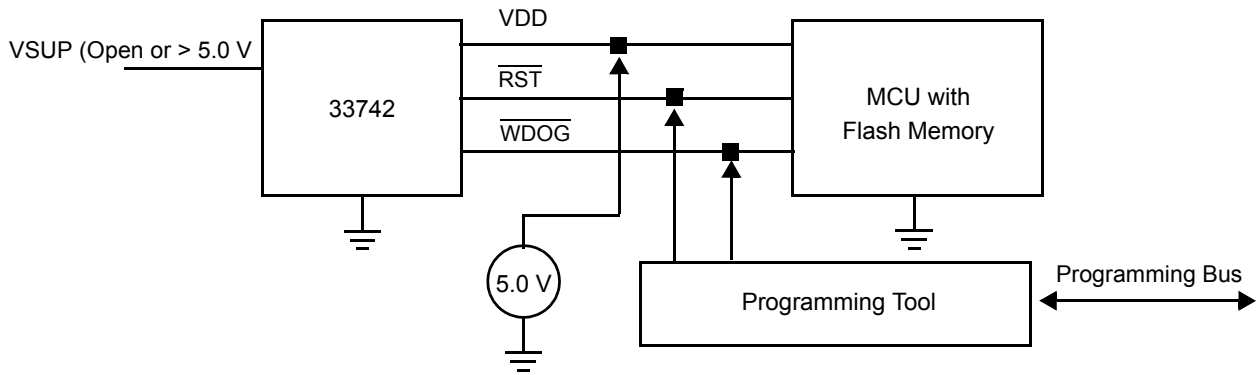 VDD
VSUP (Open or > 5.0 V
RST
33742
WDOG
MCU with
Flash Memory
5.0 V
Programming Tool
Programming Bus